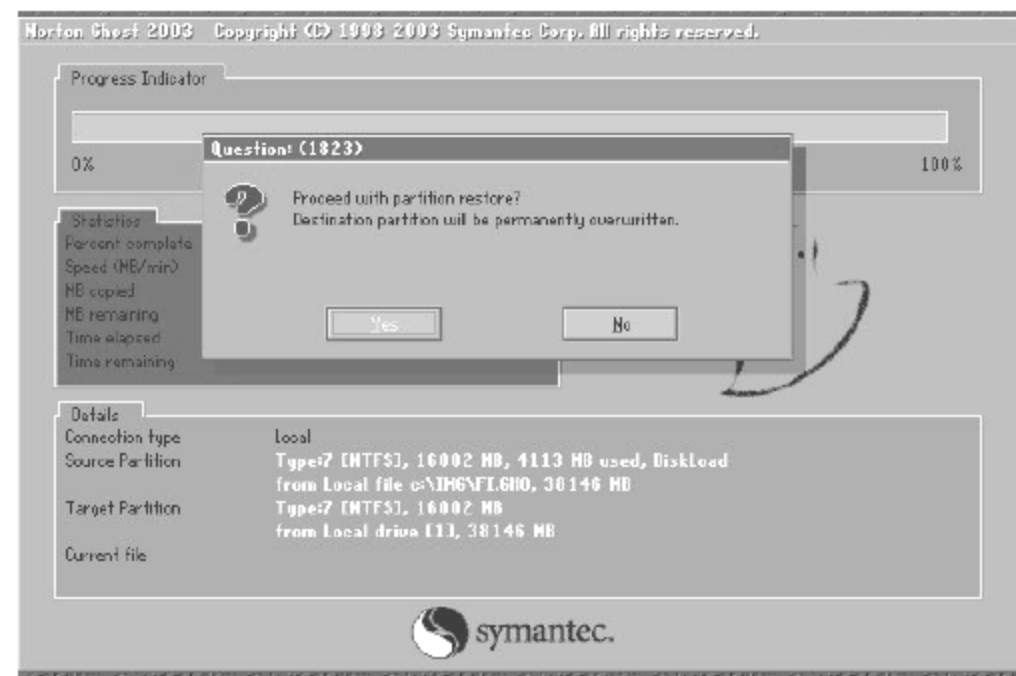 Norton Ghost 2003 Copyright (C) 1998-2003 Symantec Corp. All rights reserved.
Progress Indicator
0%
100%
Question: (1823)
Proceed with partition restore?
Destination partition will be permanently overwritten.
Yes
No
Statistics
Percent complete
Speed (MB/min)
MB copied
MB remaining
Time elapsed
Time remaining
Details
Connection type Local
Source Partition Type:7 [NTFS], 16002 MB, 4113 MB used, DiskLoad
from Local file c:\IMG\F1.GHO, 38146 MB
Target Partition Type:7 [NTFS], 16002 MB
from Local drive [1], 38146 MB
Current file
symantec.